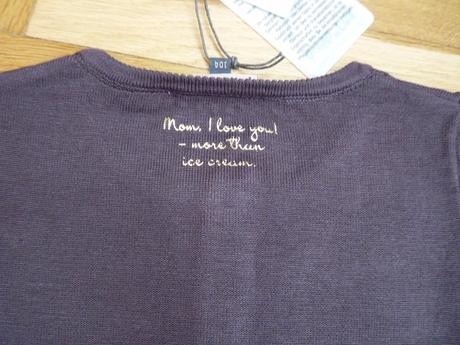 104
Mom, I love you!
- more than
ice cream.